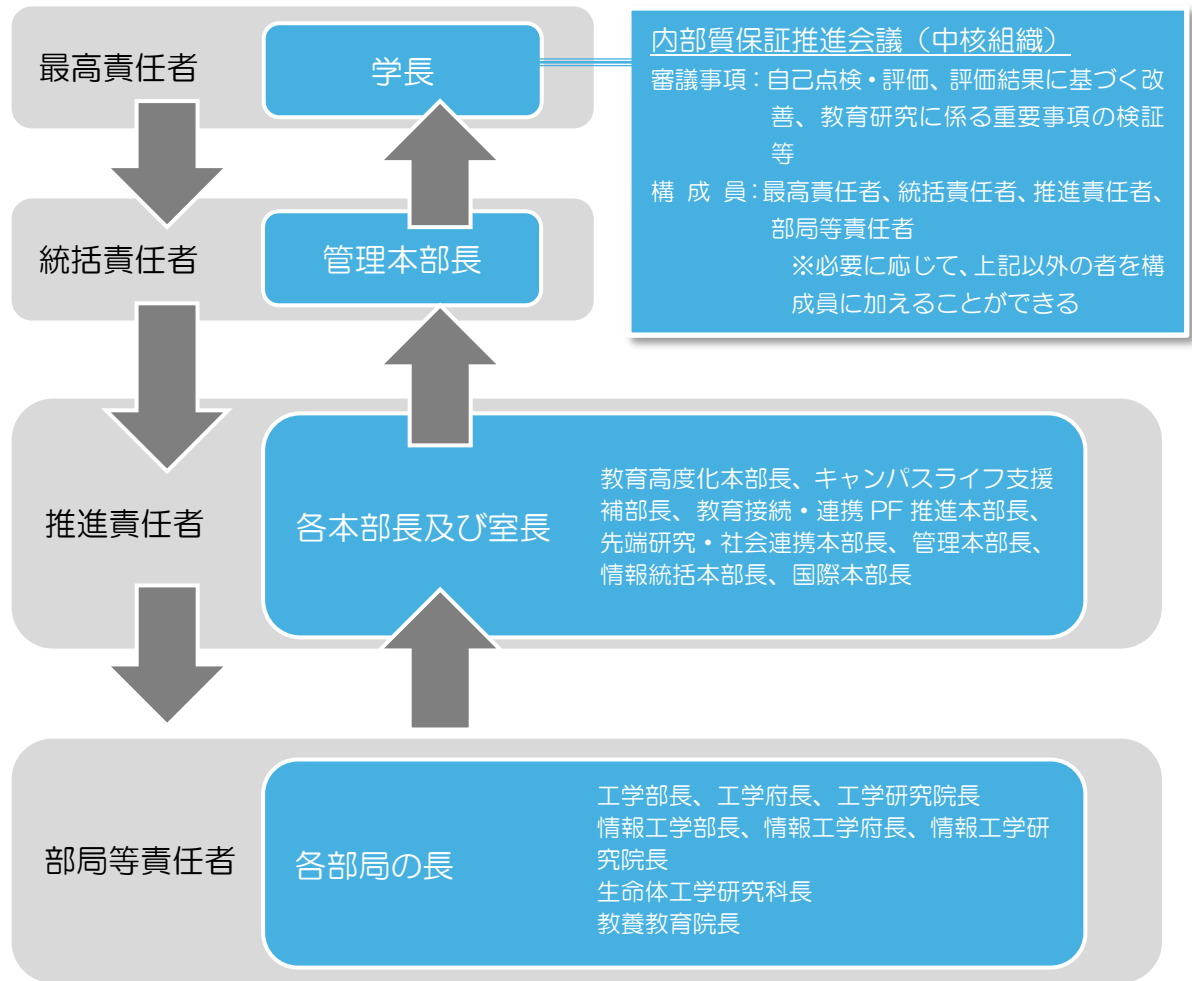 最高責任者
学長
内部質保証推進会議（中核組織）
審議事項：自己点検・評価、評価結果に基づく改
善、教育研究に係る重要事項の検証
等
構 成 員：最高責任者、統括責任者、推進責任者、
部局等責任者
※必要に応じて、上記以外の者を構
成員に加えることができる
統括責任者
管理本部長
推進責任者
各本部長及び室長
教育高度化本部長、キャンパスライフ支援
補部長、教育接続・連携 PF 推進本部長、
先端研究・社会連携本部長、管理本部長、
情報統括本部長、国際本部長
部局等責任者
各部局の長
工学部長、工学府長、工学研究院長
情報工学部長、情報工学府長、情報工学研
究院長
生命体工学研究科長
教養教育院長